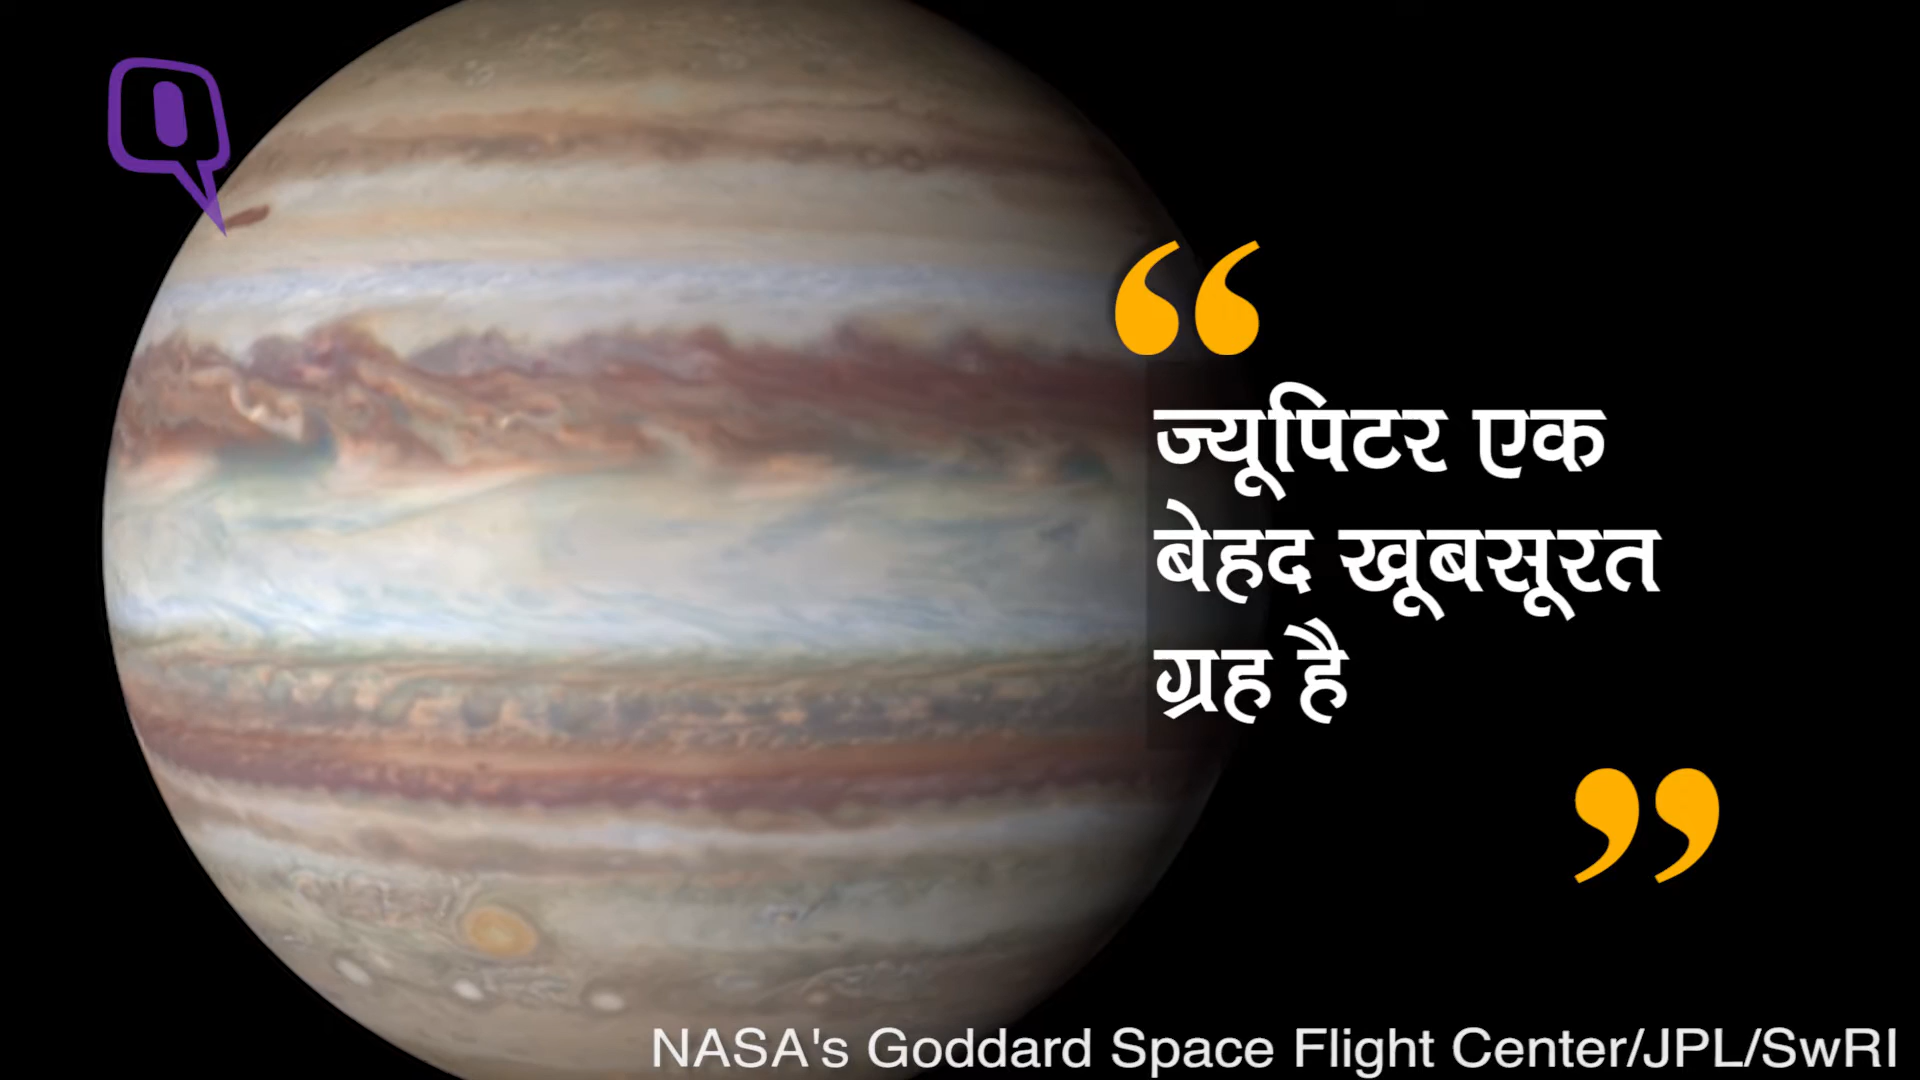 “
ज्यूपिटर एक
बेहद खूबसूरत
ग्रह है
”
NASA's Goddard Space Flight Center/JPL/SwRI